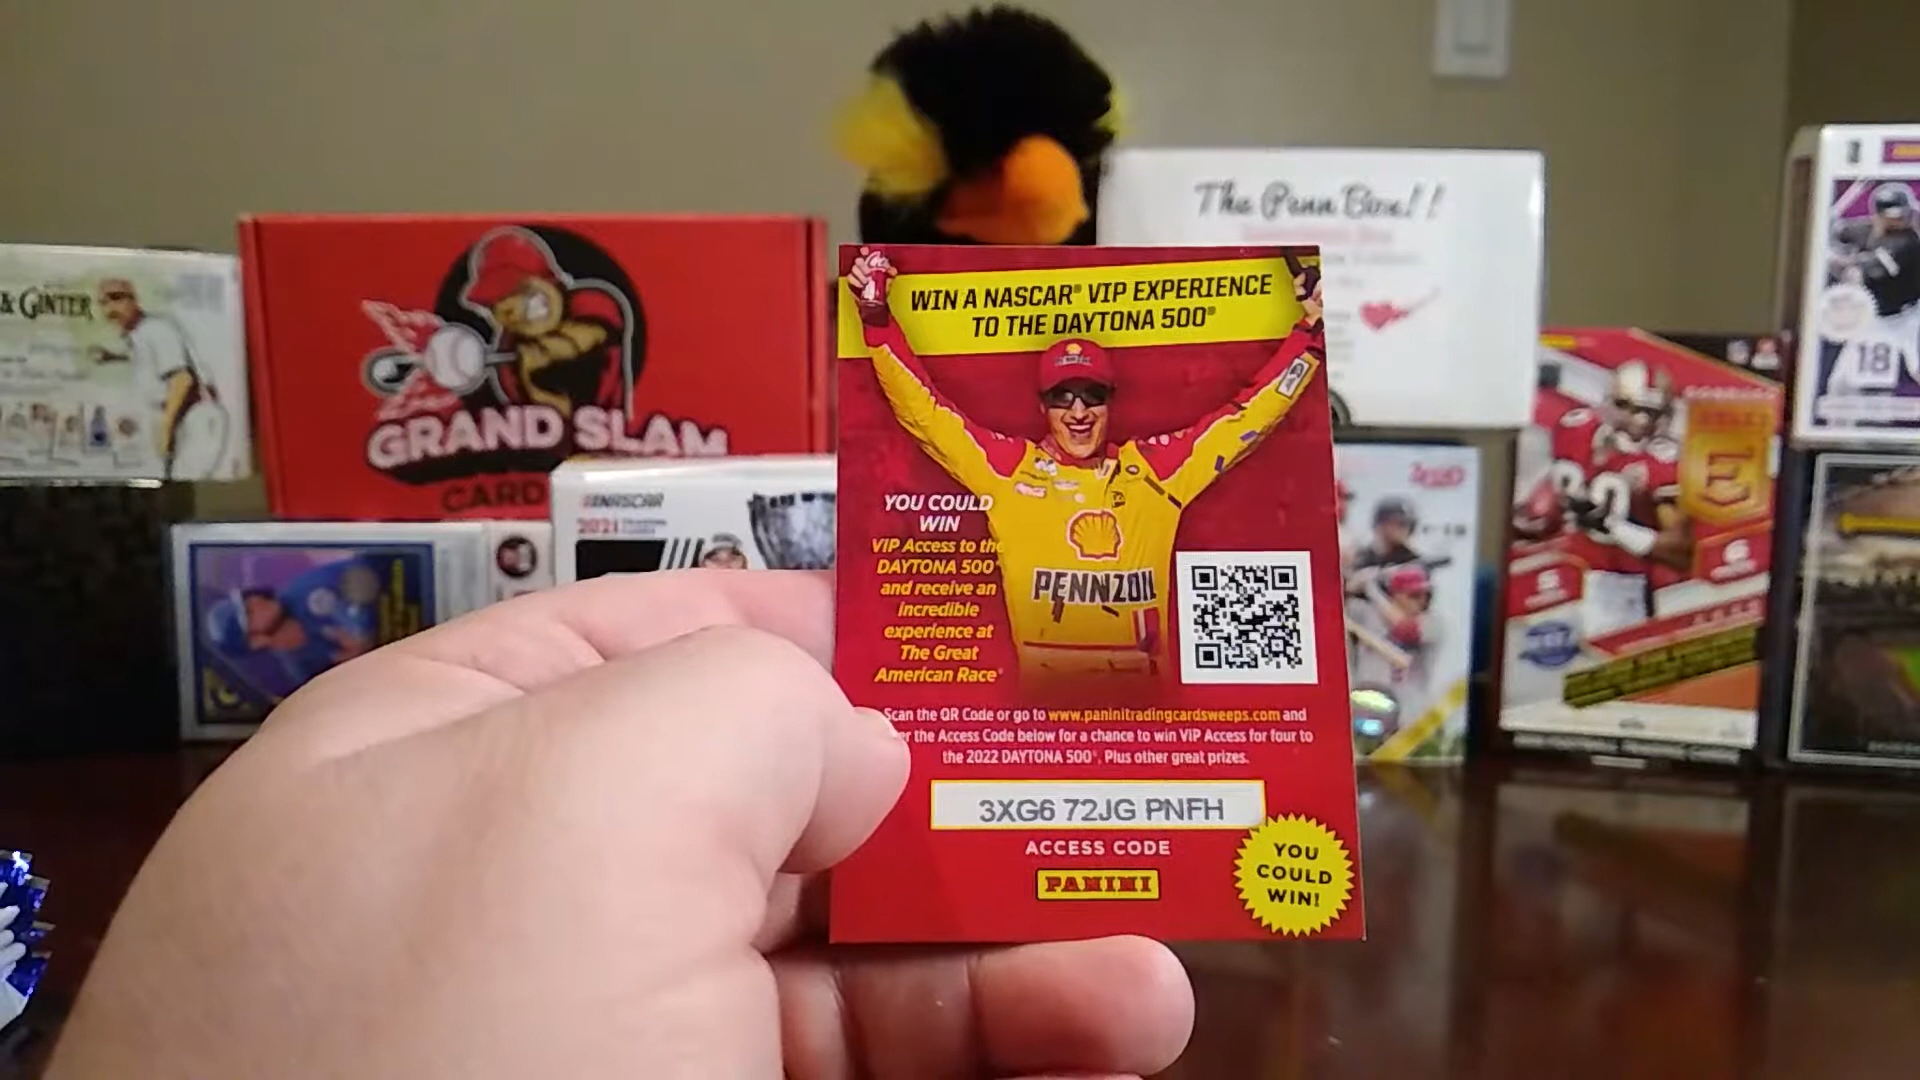 The Penn Box!!
& GINTER
GRAND SLAM
CARD
NASCAR
2021
18
WIN A NASCAR® VIP EXPERIENCE
TO THE DAYTONA 500®
PENNZOIL
YOU COULD
WIN
VIP Access to the
DAYTONA 500®
and receive an
incredible
experience at
The Great
American Race®
Scan the QR Code or go to www.paninitradingcardsweeps.com and
the Access Code below for a chance to win VIP Access for four to
the 2022 DAYTONA 500®. Plus other great prizes.
3XG6 72JG PNFH
ACCESS CODE
PANINI
YOU
COULD
WIN!